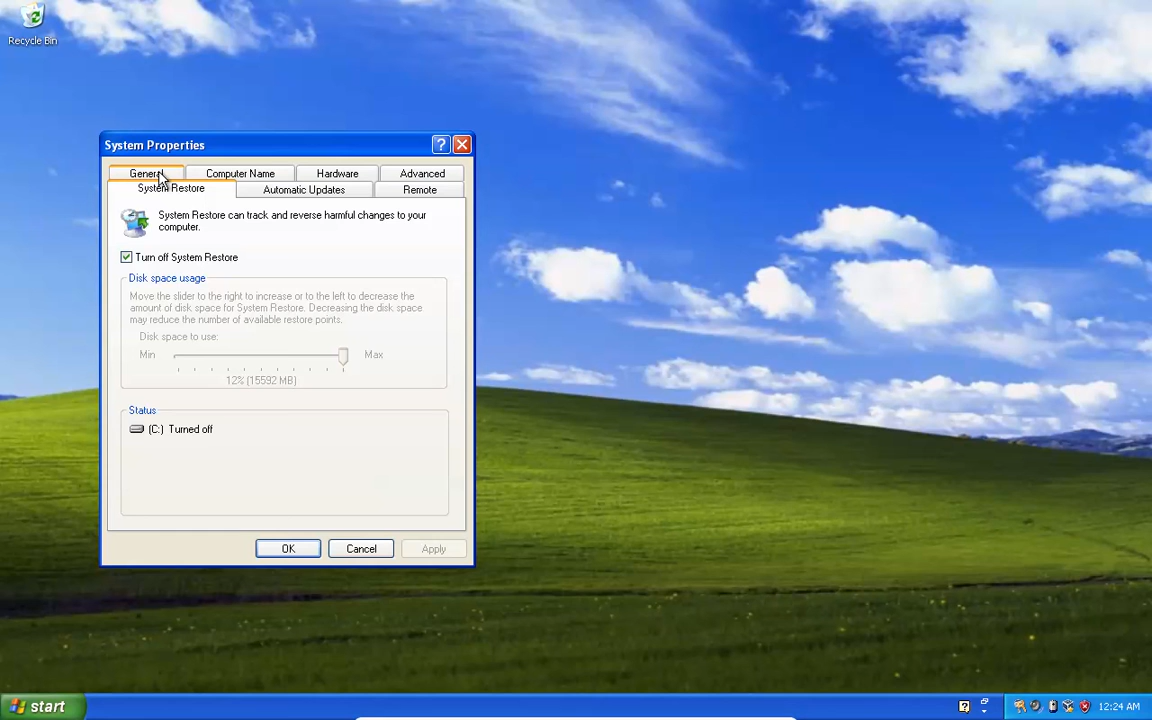 Recycle Bin
System Properties
General Computer Name Hardware Advanced
System Restore Automatic Updates Remote
System Restore can track and reverse harmful changes to your
computer.
Turn off System Restore
Disk space usage
Move the slider to the right to increase or to the left to decrease the
amount of disk space for System Restore. Decreasing the disk space
may reduce the number of available restore points.
Disk space to use:
Min Max
12% (15592 MB)
Status
(C:) Turned off
OK Cancel Apply
start
12:24 AM